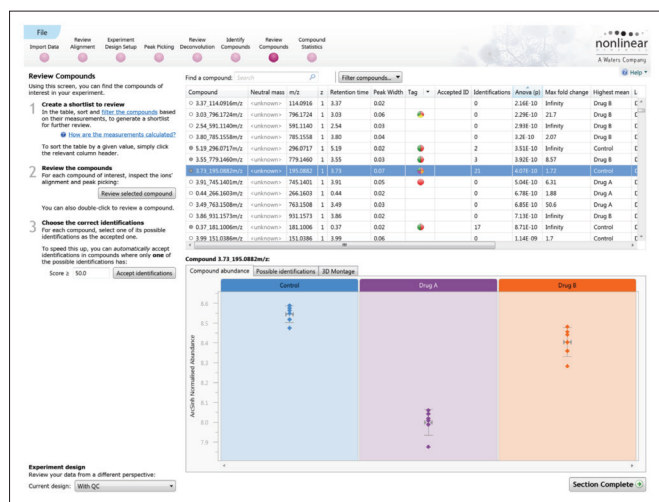 File
Import Data
Review Alignment
Experiment Design Setup
Peak Picking
Review Deconvolution
Identify Compounds
Review Compounds
Compound Statistics
nonlinear
A Waters Company
Review Compounds
Help
Using this screen, you can find the compounds of
interest in your experiment.
1 Create a shortlist to review
In the table, sort and filter the compounds based
on their measurements, to generate a shortlist
for further review.
How are the measurements calculated?
To sort the table by a given value, simply click
the relevant column header.
2 Review the compounds
For each compound of interest, inspect the ions'
alignment and peak picking:
Review selected compound
You can also double-click to review a compound.
3 Choose the correct identifications
For each compound, select one of its possible
identifications as the accepted one.
To speed this up, you can automatically accept
identifications in compounds where only one of
the possible identifications has:
Score ≥ 50.0 Accept identifications
Find a compound: Search Filter compounds...
Compound Neutral mass m/z z Retention time Peak Width Tag Accepted ID Identifications Anova (p) Max fold change Highest mean L
3.37_114.0916m/z <unknown> 114.0916 1 3.37 0.02 0 2.16E-10 Infinity Drug B D
3.03_796.1724m/z <unknown> 796.1724 1 3.03 0.06 0 2.29E-10 21.7 Drug B D
2.54_591.1140m/z <unknown> 591.1140 1 2.54 0.03 0 2.93E-10 Infinity Drug B D
3.80_785.1558m/z <unknown> 785.1558 1 3.80 0.04 0 3.2E-10 2.07 Drug B D
5.19_296.0717m/z <unknown> 296.0717 1 5.19 0.02 2 3.51E-10 Infinity Control D
3.55_779.1460m/z <unknown> 779.1460 1 3.55 0.03 3 3.92E-10 8.57 Drug B D
3.73_195.0882m/z <unknown> 195.0882 1 3.73 0.07 21 4.07E-10 1.72 Control D
3.91_745.1401m/z <unknown> 745.1401 1 3.91 0.05 0 5.04E-10 6.31 Drug A D
0.44_266.1603m/z <unknown> 266.1603 1 0.44 0.02 0 6.78E-10 1.88 Drug A D
3.49_763.1508m/z <unknown> 763.1508 1 3.49 0.03 0 6.85E-10 50.6 Drug A D
3.86_931.1573m/z <unknown> 931.1573 1 3.86 0.02 0 7.13E-10 Infinity Drug B D
0.37_181.1006m/z <unknown> 181.1006 1 0.37 0.02 17 8.71E-10 Infinity Control D
3.99_151.0386m/z <unknown> 151.0386 1 3.99 0.06 0 1.14E-09 1.7 Control D
Compound 3.73_195.0882m/z:
Compound abundance Possible identifications 3D Montage
Control Drug A Drug B
ArcSinh Normalised Abundance
8.6
8.5
8.4
8.3
8.2
8.1
8.0
7.9
Experiment design
Review your data from a different perspective:
Current design: With QC
Section Complete